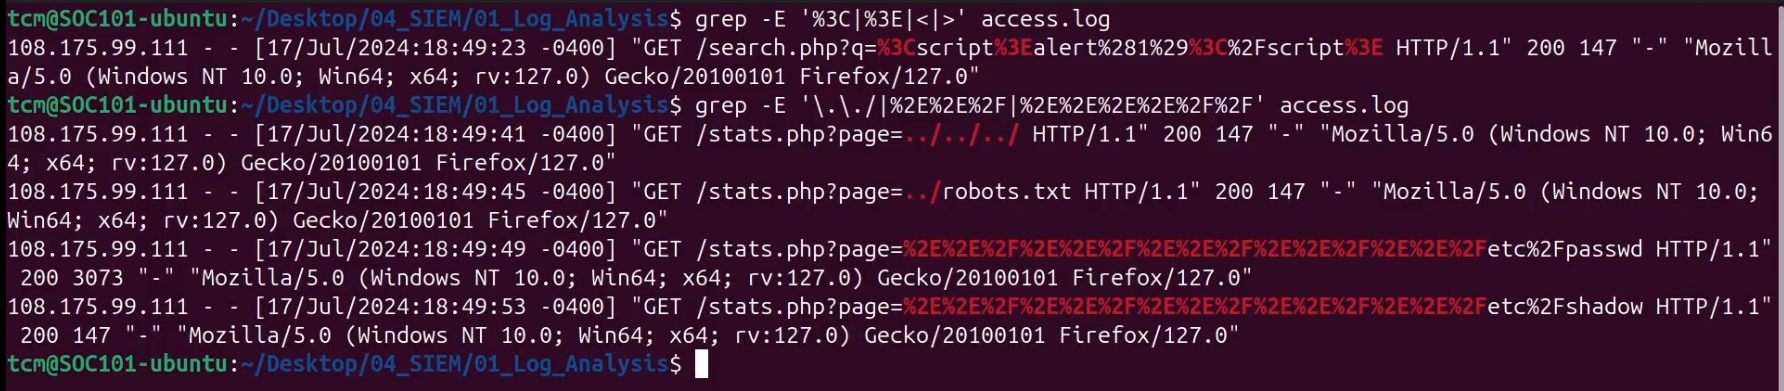 tcm@SOC101-ubuntu:~/Desktop/04_SIEM/01_Log_Analysis$ grep -E '%3C|%3E|<|>' access.log
108.175.99.111 - - [17/Jul/2024:18:49:23 -0400] "GET /search.php?q=%3Cscript%3Ealert%281%29%3C%2Fscript%3E HTTP/1.1" 200 147 "-" "Mozill
a/5.0 (Windows NT 10.0; Win64; x64; rv:127.0) Gecko/20100101 Firefox/127.0"
tcm@SOC101-ubuntu:~/Desktop/04_SIEM/01_Log_Analysis$ grep -E '\.\./|%2E%2E%2F|%2E%2E%2E%2E%2F%2F' access.log
108.175.99.111 - - [17/Jul/2024:18:49:41 -0400] "GET /stats.php?page=../../../ HTTP/1.1" 200 147 "-" "Mozilla/5.0 (Windows NT 10.0; Win6
4; x64; rv:127.0) Gecko/20100101 Firefox/127.0"
108.175.99.111 - - [17/Jul/2024:18:49:45 -0400] "GET /stats.php?page=../robots.txt HTTP/1.1" 200 147 "-" "Mozilla/5.0 (Windows NT 10.0;
Win64; x64; rv:127.0) Gecko/20100101 Firefox/127.0"
108.175.99.111 - - [17/Jul/2024:18:49:49 -0400] "GET /stats.php?page=%2E%2E%2F%2E%2E%2F%2E%2E%2F%2E%2E%2F%2E%2E%2Fetc%2Fpasswd HTTP/1.1"
200 3073 "-" "Mozilla/5.0 (Windows NT 10.0; Win64; x64; rv:127.0) Gecko/20100101 Firefox/127.0"
108.175.99.111 - - [17/Jul/2024:18:49:53 -0400] "GET /stats.php?page=%2E%2E%2F%2E%2E%2F%2E%2E%2F%2E%2E%2F%2E%2E%2Fetc%2Fshadow HTTP/1.1"
200 147 "-" "Mozilla/5.0 (Windows NT 10.0; Win64; x64; rv:127.0) Gecko/20100101 Firefox/127.0"
tcm@SOC101-ubuntu:~/Desktop/04_SIEM/01_Log_Analysis$